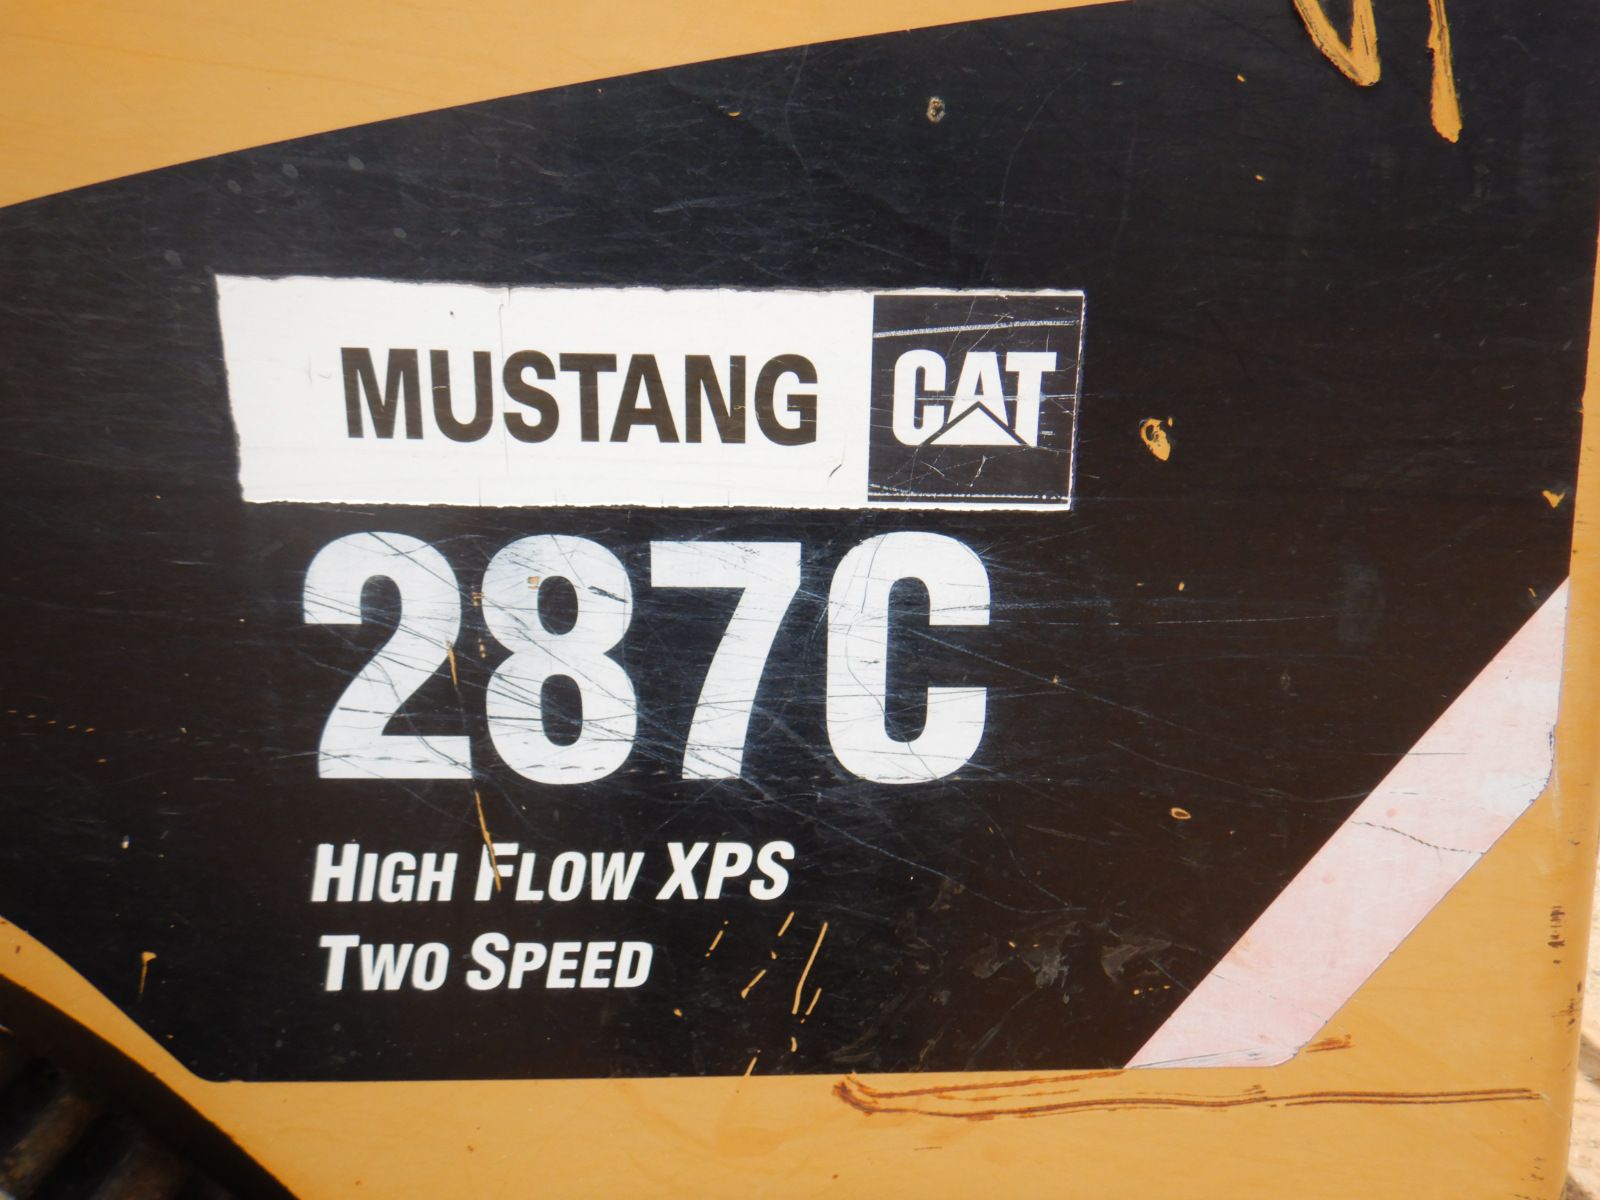 MUSTANG CAT
287C
HIGH FLOW XPS
TWO SPEED